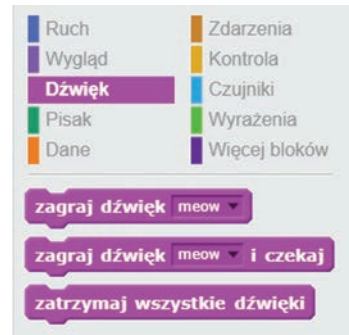 Ruch
Wygląd
Dźwięk
Pisak
Dane
Zdarzenia
Kontrola
Czujniki
Wyrażenia
Więcej bloków
zagraj dźwięk meow
zagraj dźwięk meow i czekaj
zatrzymaj wszystkie dźwięki